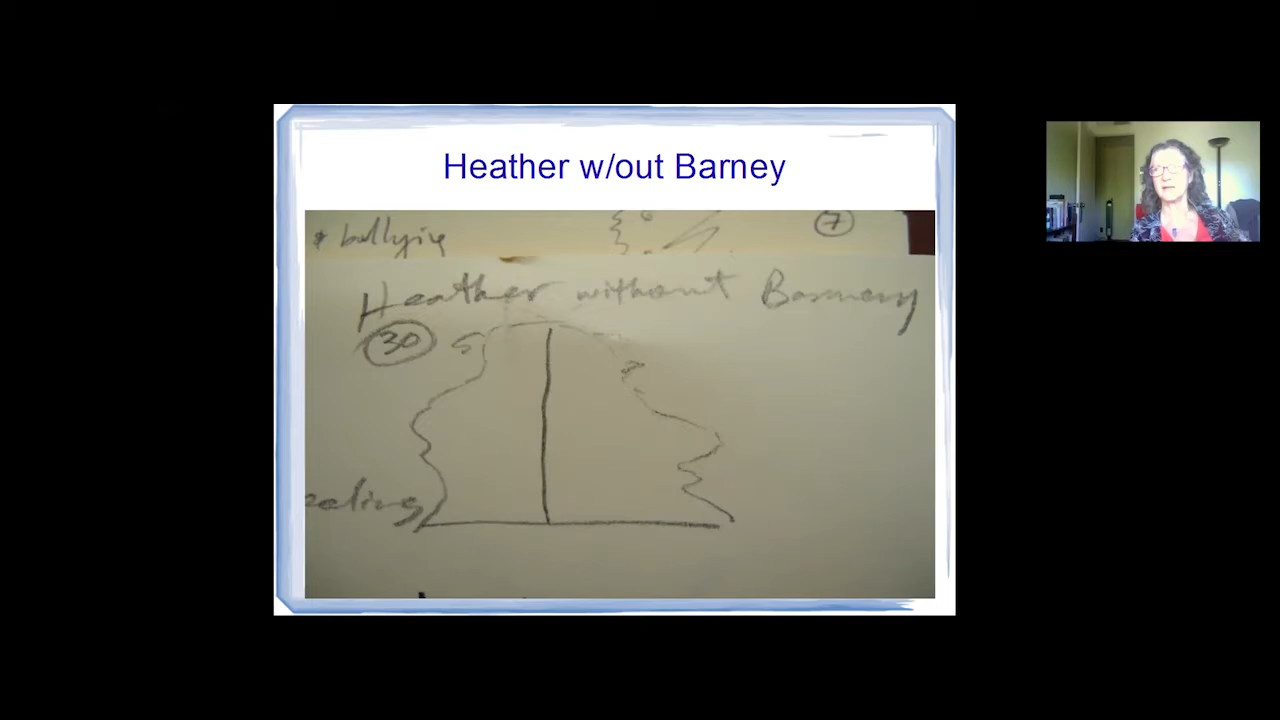 Heather w/out Barney
* bullying
7
Heather without Barney
30
eeling